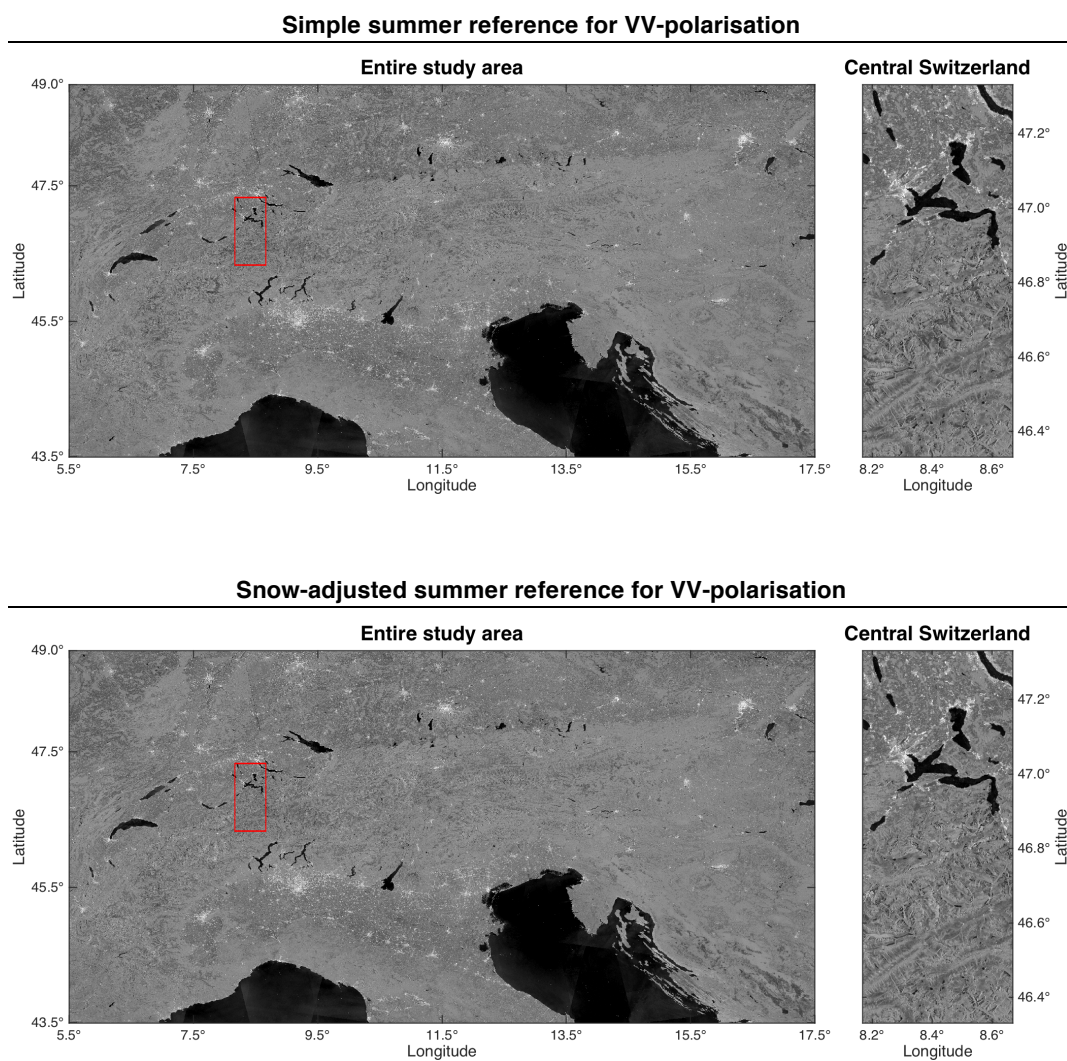 Simple summer reference for VV-polarisation
Entire study area
Central Switzerland
49.0°
47.5°
45.5°
43.5°
Latitude
5.5°
7.5°
9.5°
11.5°
13.5°
15.5°
17.5°
Longitude
47.2°
47.0°
46.8°
46.6°
46.4°
Latitude
8.2°
8.4°
8.6°
Longitude
Snow-adjusted summer reference for VV-polarisation
Entire study area
Central Switzerland
49.0°
47.5°
45.5°
43.5°
Latitude
5.5°
7.5°
9.5°
11.5°
13.5°
15.5°
17.5°
Longitude
47.2°
47.0°
46.8°
46.6°
46.4°
Latitude
8.2°
8.4°
8.6°
Longitude